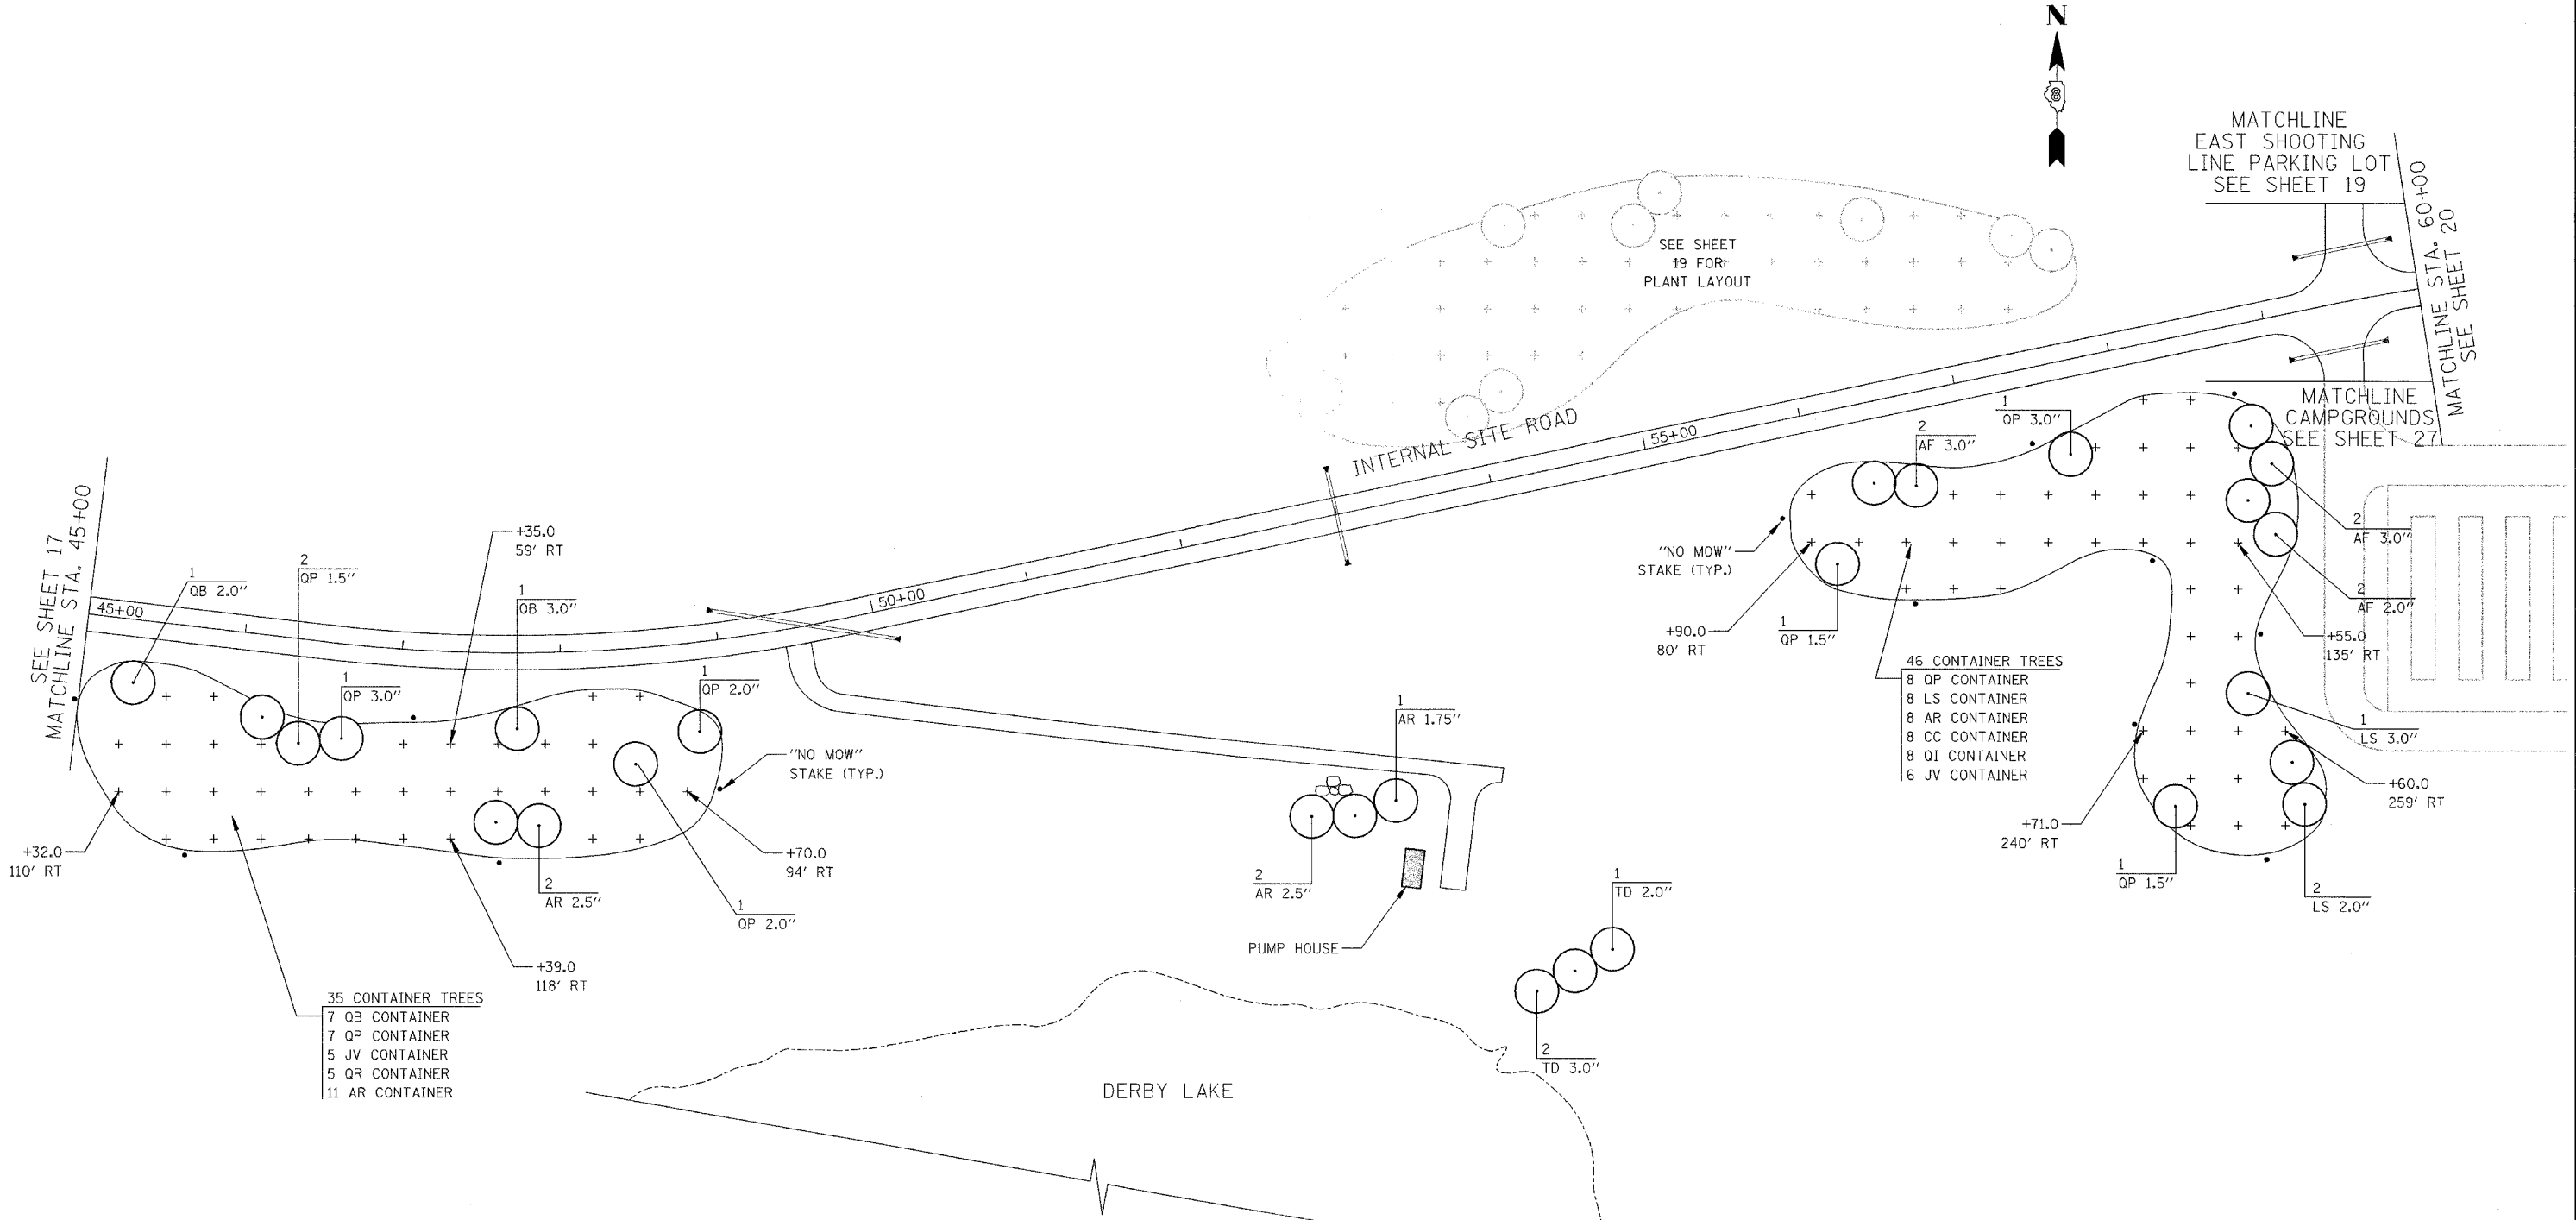 N
8
MATCHLINE
EAST SHOOTING
LINE PARKING LOT
SEE SHEET 19
MATCHLINE STA. 60+00
SEE SHEET 20
SEE SHEET
19 FOR
PLANT LAYOUT
INTERNAL SITE ROAD
55+00
50+00
45+00
SEE SHEET 17
MATCHLINE STA. 45+00
MATCHLINE
CAMPGROUNDS
SEE SHEET 27
1
QB 2.0"
2
QP 1.5"
1
QP 3.0"
+35.0
59' RT
1
QB 3.0"
1
QP 2.0"
"NO MOW"
STAKE (TYP.)
+32.0
110' RT
+70.0
94' RT
2
AR 2.5"
1
QP 2.0"
+39.0
118' RT
35 CONTAINER TREES
7 QB CONTAINER
7 QP CONTAINER
5 JV CONTAINER
5 QR CONTAINER
11 AR CONTAINER
1
AR 1.75"
2
AR 2.5"
PUMP HOUSE
1
TD 2.0"
2
TD 3.0"
DERBY LAKE
1
QP 3.0"
2
AF 3.0"
"NO MOW"
STAKE (TYP.)
+90.0
80' RT
1
QP 1.5"
46 CONTAINER TREES
8 QP CONTAINER
8 LS CONTAINER
8 AR CONTAINER
8 CC CONTAINER
8 QI CONTAINER
6 JV CONTAINER
2
AF 3.0"
2
AF 2.0"
+55.0
135' RT
1
LS 3.0"
+60.0
259' RT
+71.0
240' RT
1
QP 1.5"
2
LS 2.0"